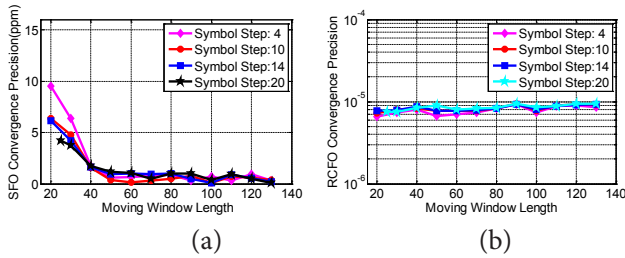 SFO Convergence Precision(ppm)
15
10
5
0
20 40 60 80 100 120 140
Moving Window Length
Symbol Step: 4
Symbol Step:10
Symbol Step:14
Symbol Step:20
(a)
RCFO Convergence Precision
10^-4
10^-5
10^-6
20 40 60 80 100 120 140
Moving Window Length
Symbol Step: 4
Symbol Step:10
Symbol Step:14
Symbol Step:20
(b)